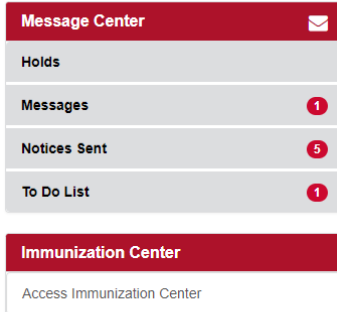 Message Center
Holds
Messages 1
Notices Sent 5
To Do List 1
Immunization Center
Access Immunization Center